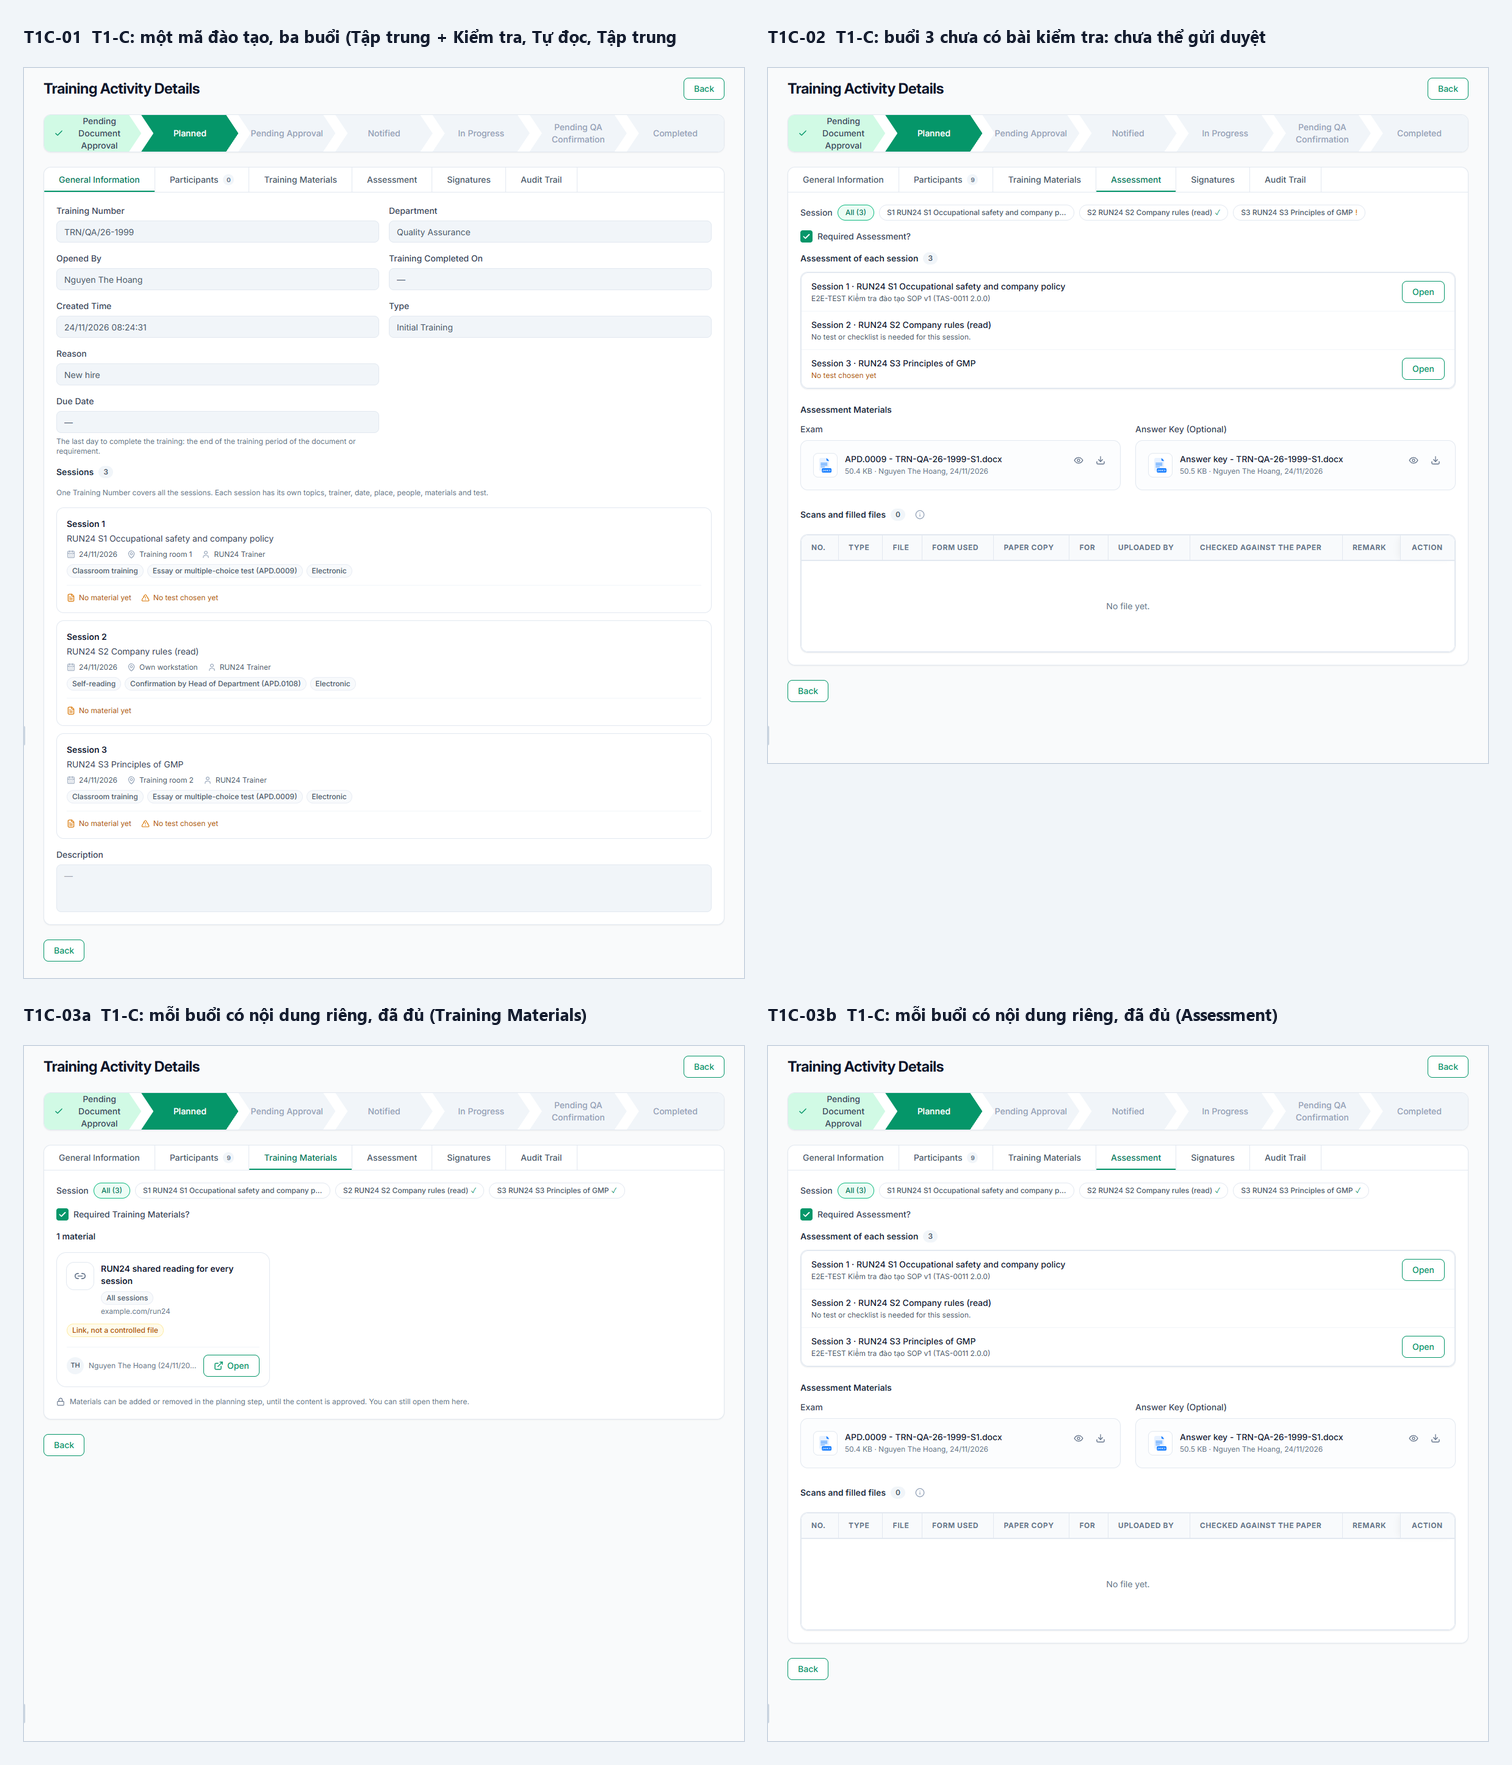 T1C-01 T1-C: một mã đào tạo, ba buổi (Tập trung + Kiểm tra, Tự đọc, Tập trung
Training Activity Details
Back
Pending Document Approval
Planned
Pending Approval
Notified
In Progress
Pending QA Confirmation
Completed
General Information
Participants 0
Training Materials
Assessment
Signatures
Audit Trail
Training Number
Department
TRN/QA/26-1999
Quality Assurance
Opened By
Training Completed On
Nguyen The Hoang
—
Created Time
Type
24/11/2026 08:24:31
Initial Training
Reason
New hire
Due Date
—
The last day to complete the training: the end of the training period of the document or
requirement.
Sessions 3
One Training Number covers all the sessions. Each session has its own topics, trainer, date, place, people, materials and test.
Session 1
RUN24 S1 Occupational safety and company policy
24/11/2026 Training room 1 RUN24 Trainer
Classroom training Essay or multiple-choice test (APD.0009) Electronic
No material yet No test chosen yet
Session 2
RUN24 S2 Company rules (read)
24/11/2026 Own workstation RUN24 Trainer
Self-reading Confirmation by Head of Department (APD.0108) Electronic
No material yet
Session 3
RUN24 S3 Principles of GMP
24/11/2026 Training room 2 RUN24 Trainer
Classroom training Essay or multiple-choice test (APD.0009) Electronic
No material yet No test chosen yet
Description
—
Back
T1C-02 T1-C: buổi 3 chưa có bài kiểm tra: chưa thể gửi duyệt
Training Activity Details
Back
Pending Document Approval
Planned
Pending Approval
Notified
In Progress
Pending QA Confirmation
Completed
General Information
Participants 9
Training Materials
Assessment
Signatures
Audit Trail
Session All (3) S1 RUN24 S1 Occupational safety and company p... S2 RUN24 S2 Company rules (read) ✓ S3 RUN24 S3 Principles of GMP !
Required Assessment?
Assessment of each session 3
Session 1 · RUN24 S1 Occupational safety and company policy
E2E-TEST Kiểm tra đào tạo SOP v1 (TAS-0011 2.0.0)
Open
Session 2 · RUN24 S2 Company rules (read)
No test or checklist is needed for this session.
Session 3 · RUN24 S3 Principles of GMP
No test chosen yet
Open
Assessment Materials
Exam
Answer Key (Optional)
APD.0009 - TRN-QA-26-1999-S1.docx
50.4 KB · Nguyen The Hoang, 24/11/2026
Answer key - TRN-QA-26-1999-S1.docx
50.5 KB · Nguyen The Hoang, 24/11/2026
Scans and filled files 0
NO. TYPE FILE FORM USED PAPER COPY FOR UPLOADED BY CHECKED AGAINST THE PAPER REMARK ACTION
No file yet.
Back
T1C-03a T1-C: mỗi buổi có nội dung riêng, đã đủ (Training Materials)
Training Activity Details
Back
Pending Document Approval
Planned
Pending Approval
Notified
In Progress
Pending QA Confirmation
Completed
General Information
Participants 9
Training Materials
Assessment
Signatures
Audit Trail
Session All (3) S1 RUN24 S1 Occupational safety and company p... S2 RUN24 S2 Company rules (read) ✓ S3 RUN24 S3 Principles of GMP ✓
Required Training Materials?
1 material
RUN24 shared reading for every
session
All sessions
example.com/run24
Link, not a controlled file
TH Nguyen The Hoang (24/11/20... Open
Materials can be added or removed in the planning step, until the content is approved. You can still open them here.
Back
T1C-03b T1-C: mỗi buổi có nội dung riêng, đã đủ (Assessment)
Training Activity Details
Back
Pending Document Approval
Planned
Pending Approval
Notified
In Progress
Pending QA Confirmation
Completed
General Information
Participants 9
Training Materials
Assessment
Signatures
Audit Trail
Session All (3) S1 RUN24 S1 Occupational safety and company p... S2 RUN24 S2 Company rules (read) ✓ S3 RUN24 S3 Principles of GMP ✓
Required Assessment?
Assessment of each session 3
Session 1 · RUN24 S1 Occupational safety and company policy
E2E-TEST Kiểm tra đào tạo SOP v1 (TAS-0011 2.0.0)
Open
Session 2 · RUN24 S2 Company rules (read)
No test or checklist is needed for this session.
Session 3 · RUN24 S3 Principles of GMP
E2E-TEST Kiểm tra đào tạo SOP v1 (TAS-0011 2.0.0)
Open
Assessment Materials
Exam
Answer Key (Optional)
APD.0009 - TRN-QA-26-1999-S1.docx
50.4 KB · Nguyen The Hoang, 24/11/2026
Answer key - TRN-QA-26-1999-S1.docx
50.5 KB · Nguyen The Hoang, 24/11/2026
Scans and filled files 0
NO. TYPE FILE FORM USED PAPER COPY FOR UPLOADED BY CHECKED AGAINST THE PAPER REMARK ACTION
No file yet.
Back